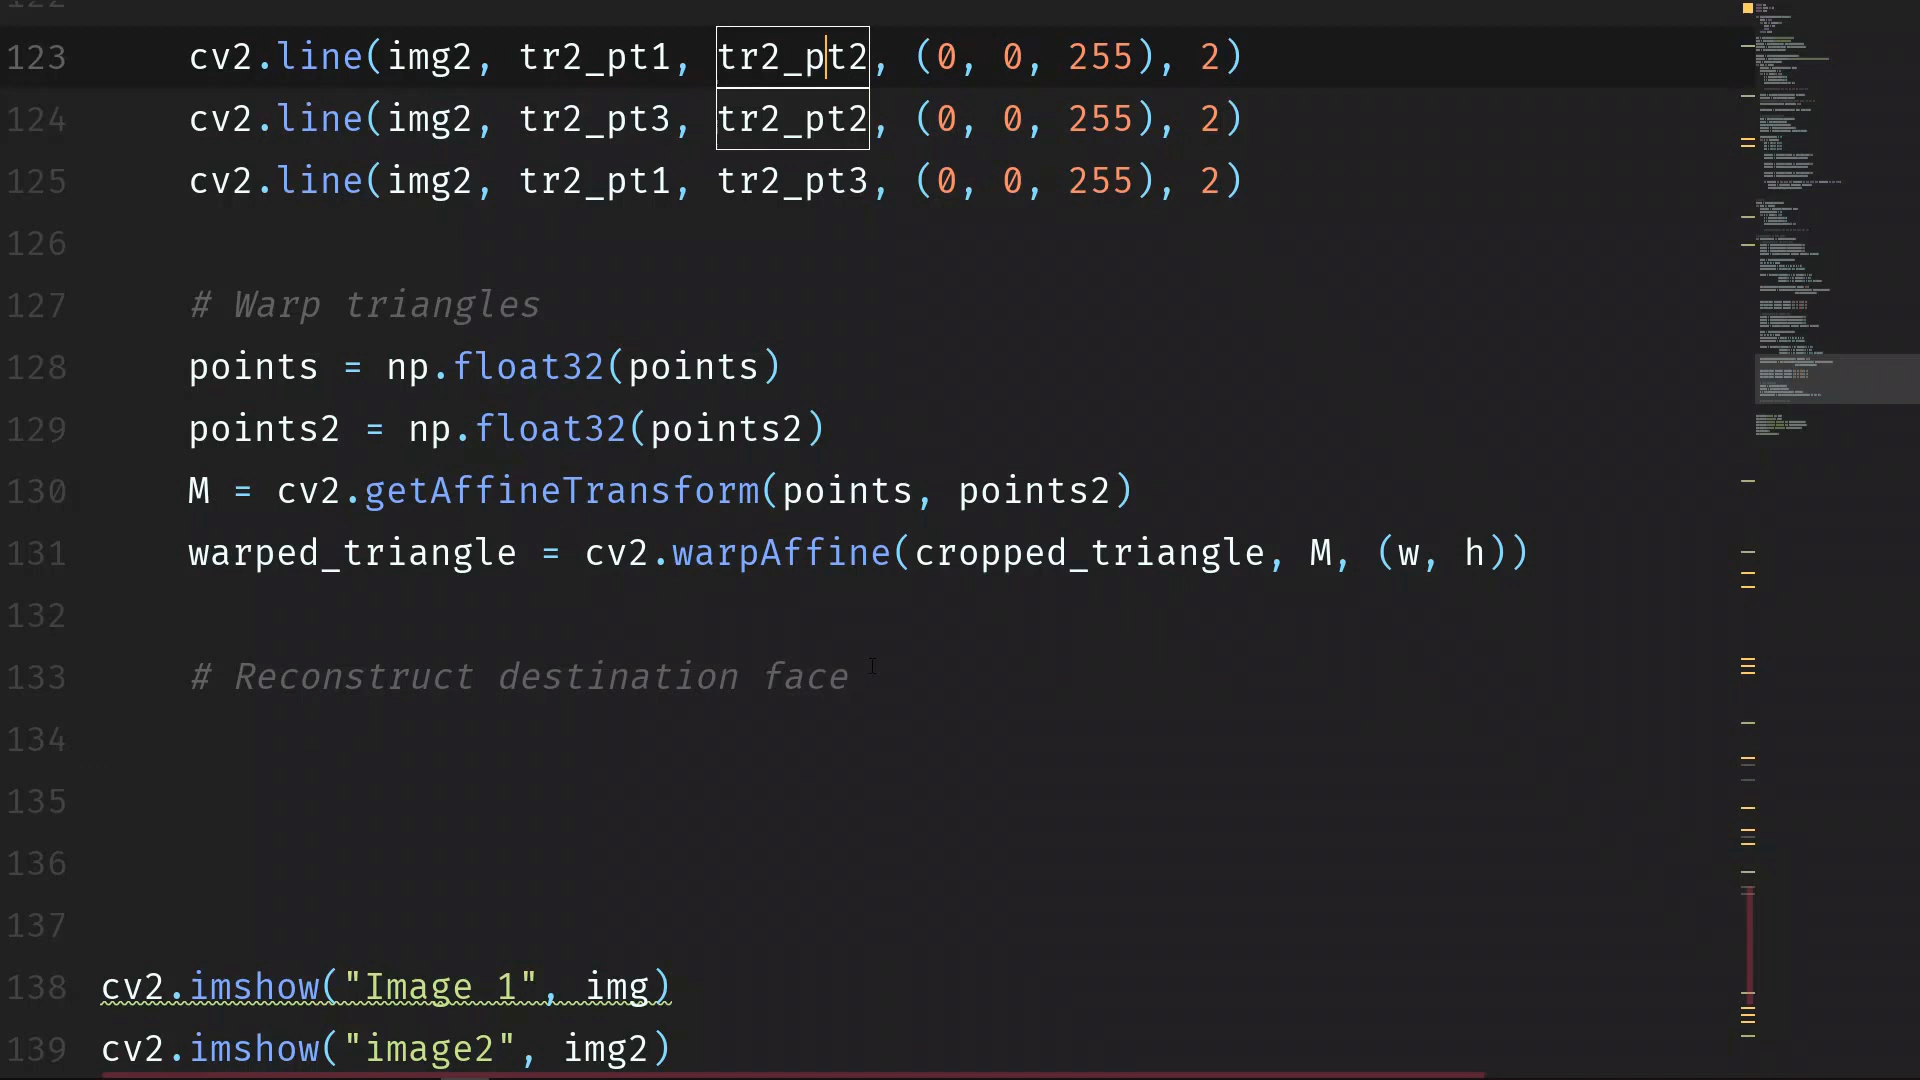 122
123 cv2.line(img2, tr2_pt1, tr2_pt2, (0, 0, 255), 2)
124 cv2.line(img2, tr2_pt3, tr2_pt2, (0, 0, 255), 2)
125 cv2.line(img2, tr2_pt1, tr2_pt3, (0, 0, 255), 2)
126
127 # Warp triangles
128 points = np.float32(points)
129 points2 = np.float32(points2)
130 M = cv2.getAffineTransform(points, points2)
131 warped_triangle = cv2.warpAffine(cropped_triangle, M, (w, h))
132
133 # Reconstruct destination face
134
135
136
137
138 cv2.imshow("Image 1", img)
139 cv2.imshow("image2", img2)